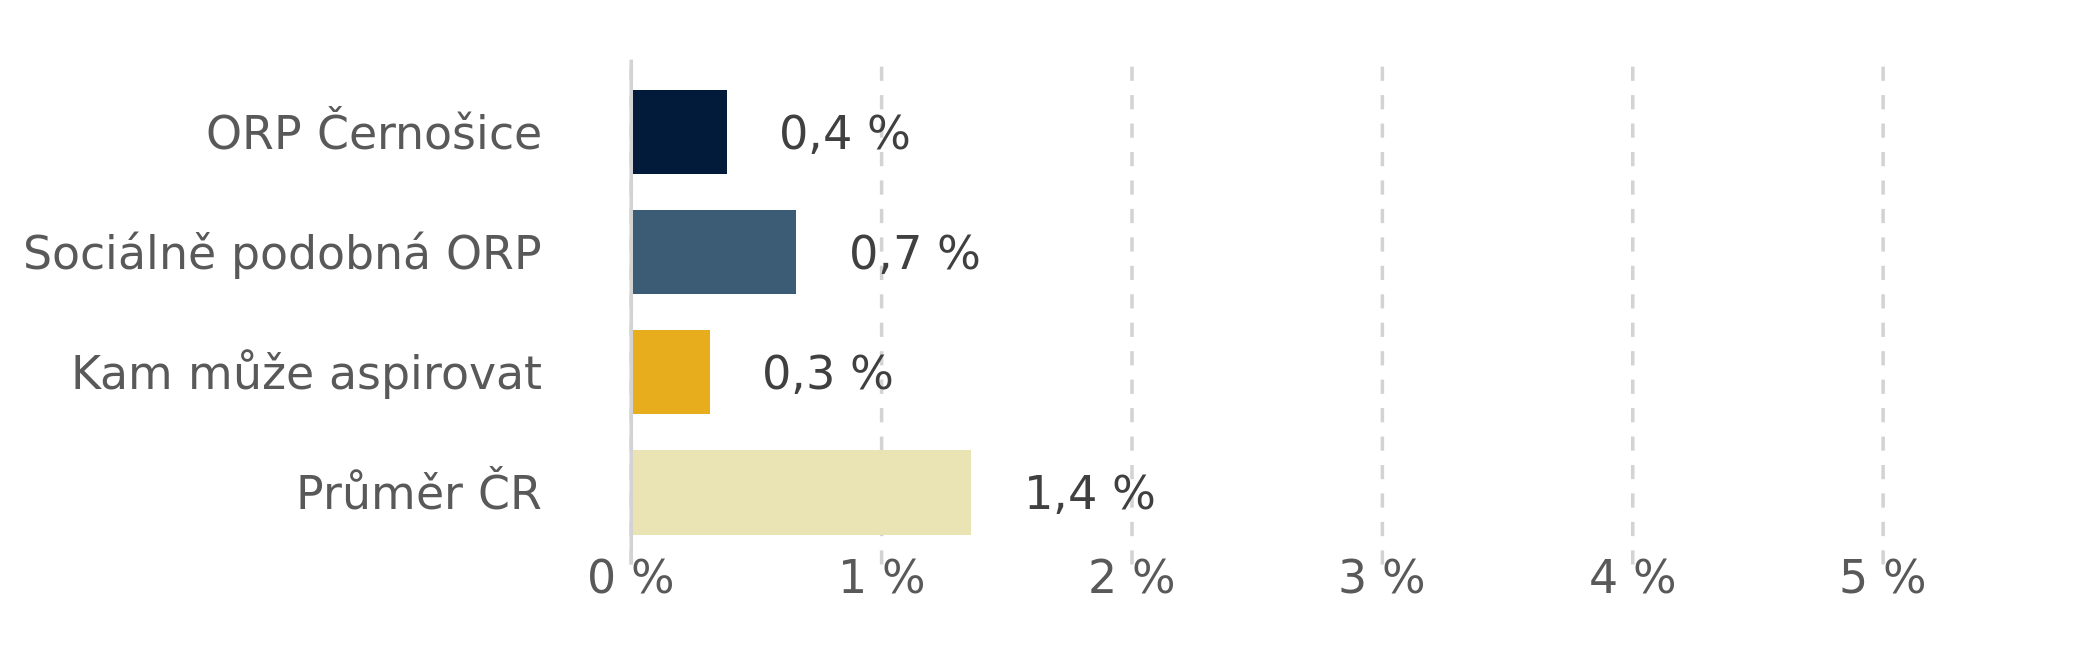 ORP Černošice 0,4 %
Sociálně podobná ORP 0,7 %
Kam může aspirovat 0,3 %
Průměr ČR 1,4 %
0 % 1 % 2 % 3 % 4 % 5 %